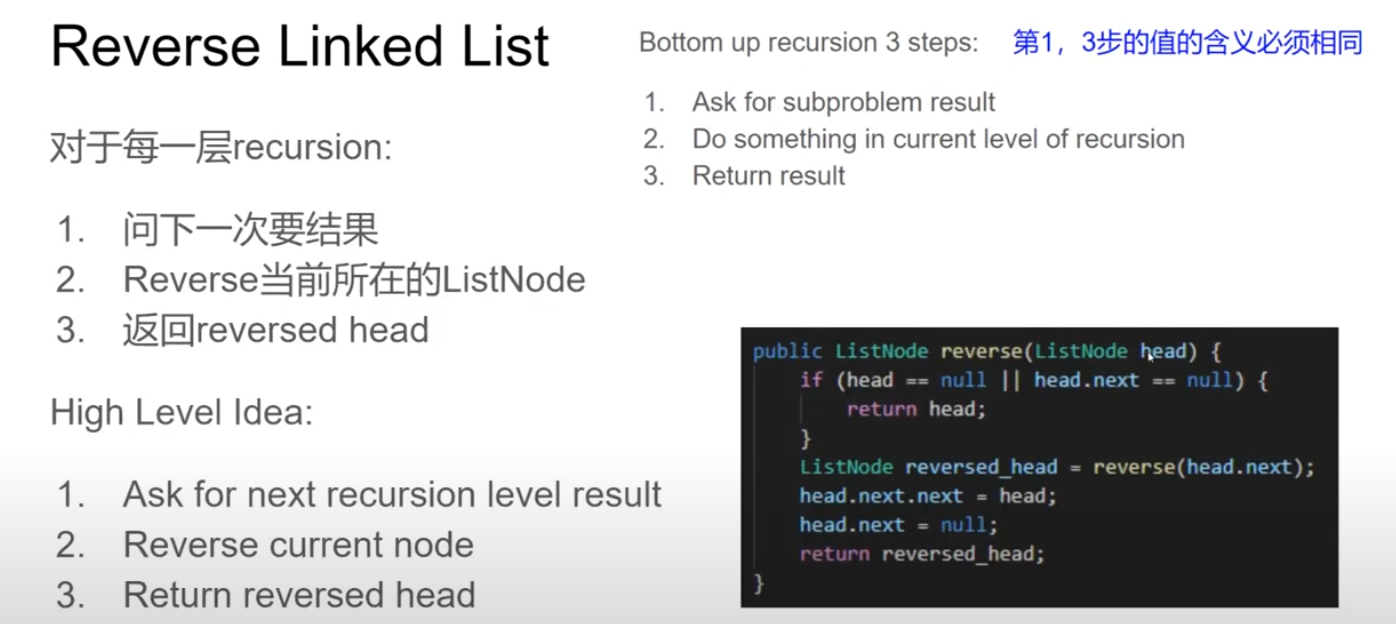 Reverse Linked List
对于每一层recursion:
1. 问下一次要结果
2. Reverse当前所在的ListNode
3. 返回reversed head
High Level Idea:
1. Ask for next recursion level result
2. Reverse current node
3. Return reversed head
Bottom up recursion 3 steps: 第1，3步的值的含义必须相同
1. Ask for subproblem result
2. Do something in current level of recursion
3. Return result
public ListNode reverse(ListNode head) {
if (head == null || head.next == null) {
return head;
}
ListNode reversed_head = reverse(head.next);
head.next.next = head;
head.next = null;
return reversed_head;
}